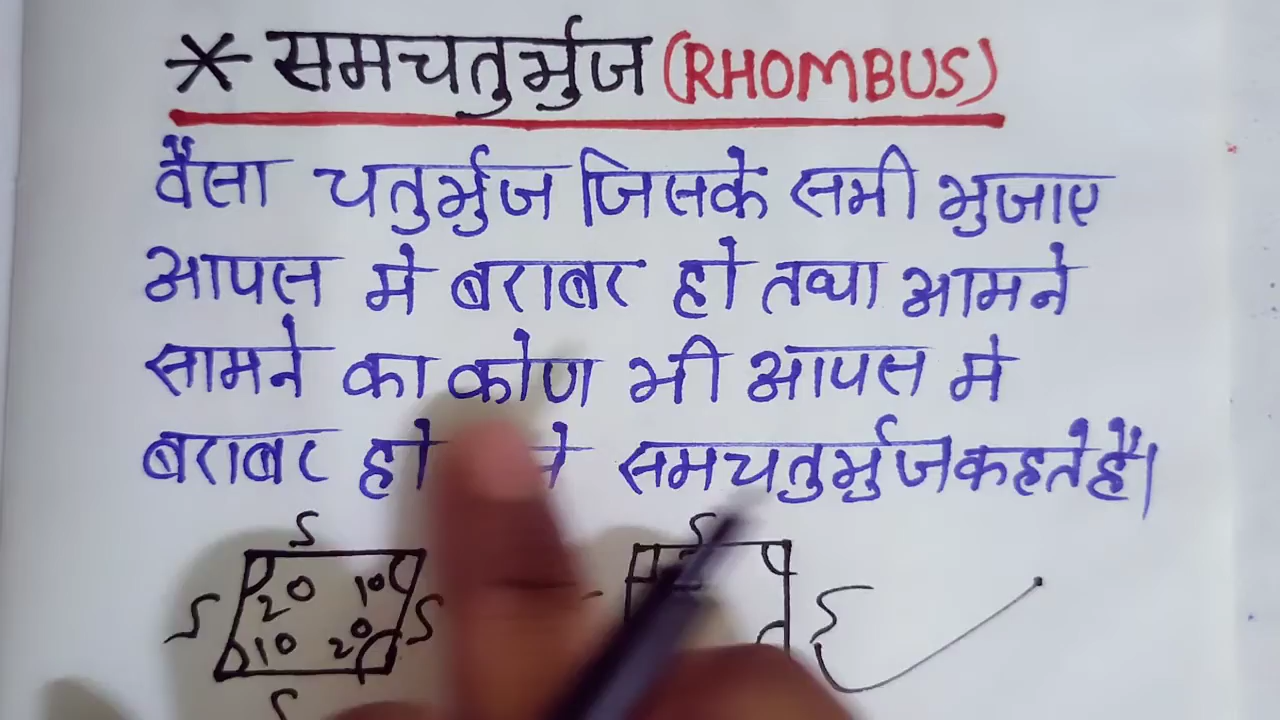 * समचतुर्भुज (RHOMBUS)
वैसा चतुर्भुज जिसके सभी भुजाए
आपस मे बराबर हो तथा आमने
सामने का कोण भी आपस मे
बराबर हो समचतुर्भुज कहते हैं।
S S
20 10
S S
10 20
S